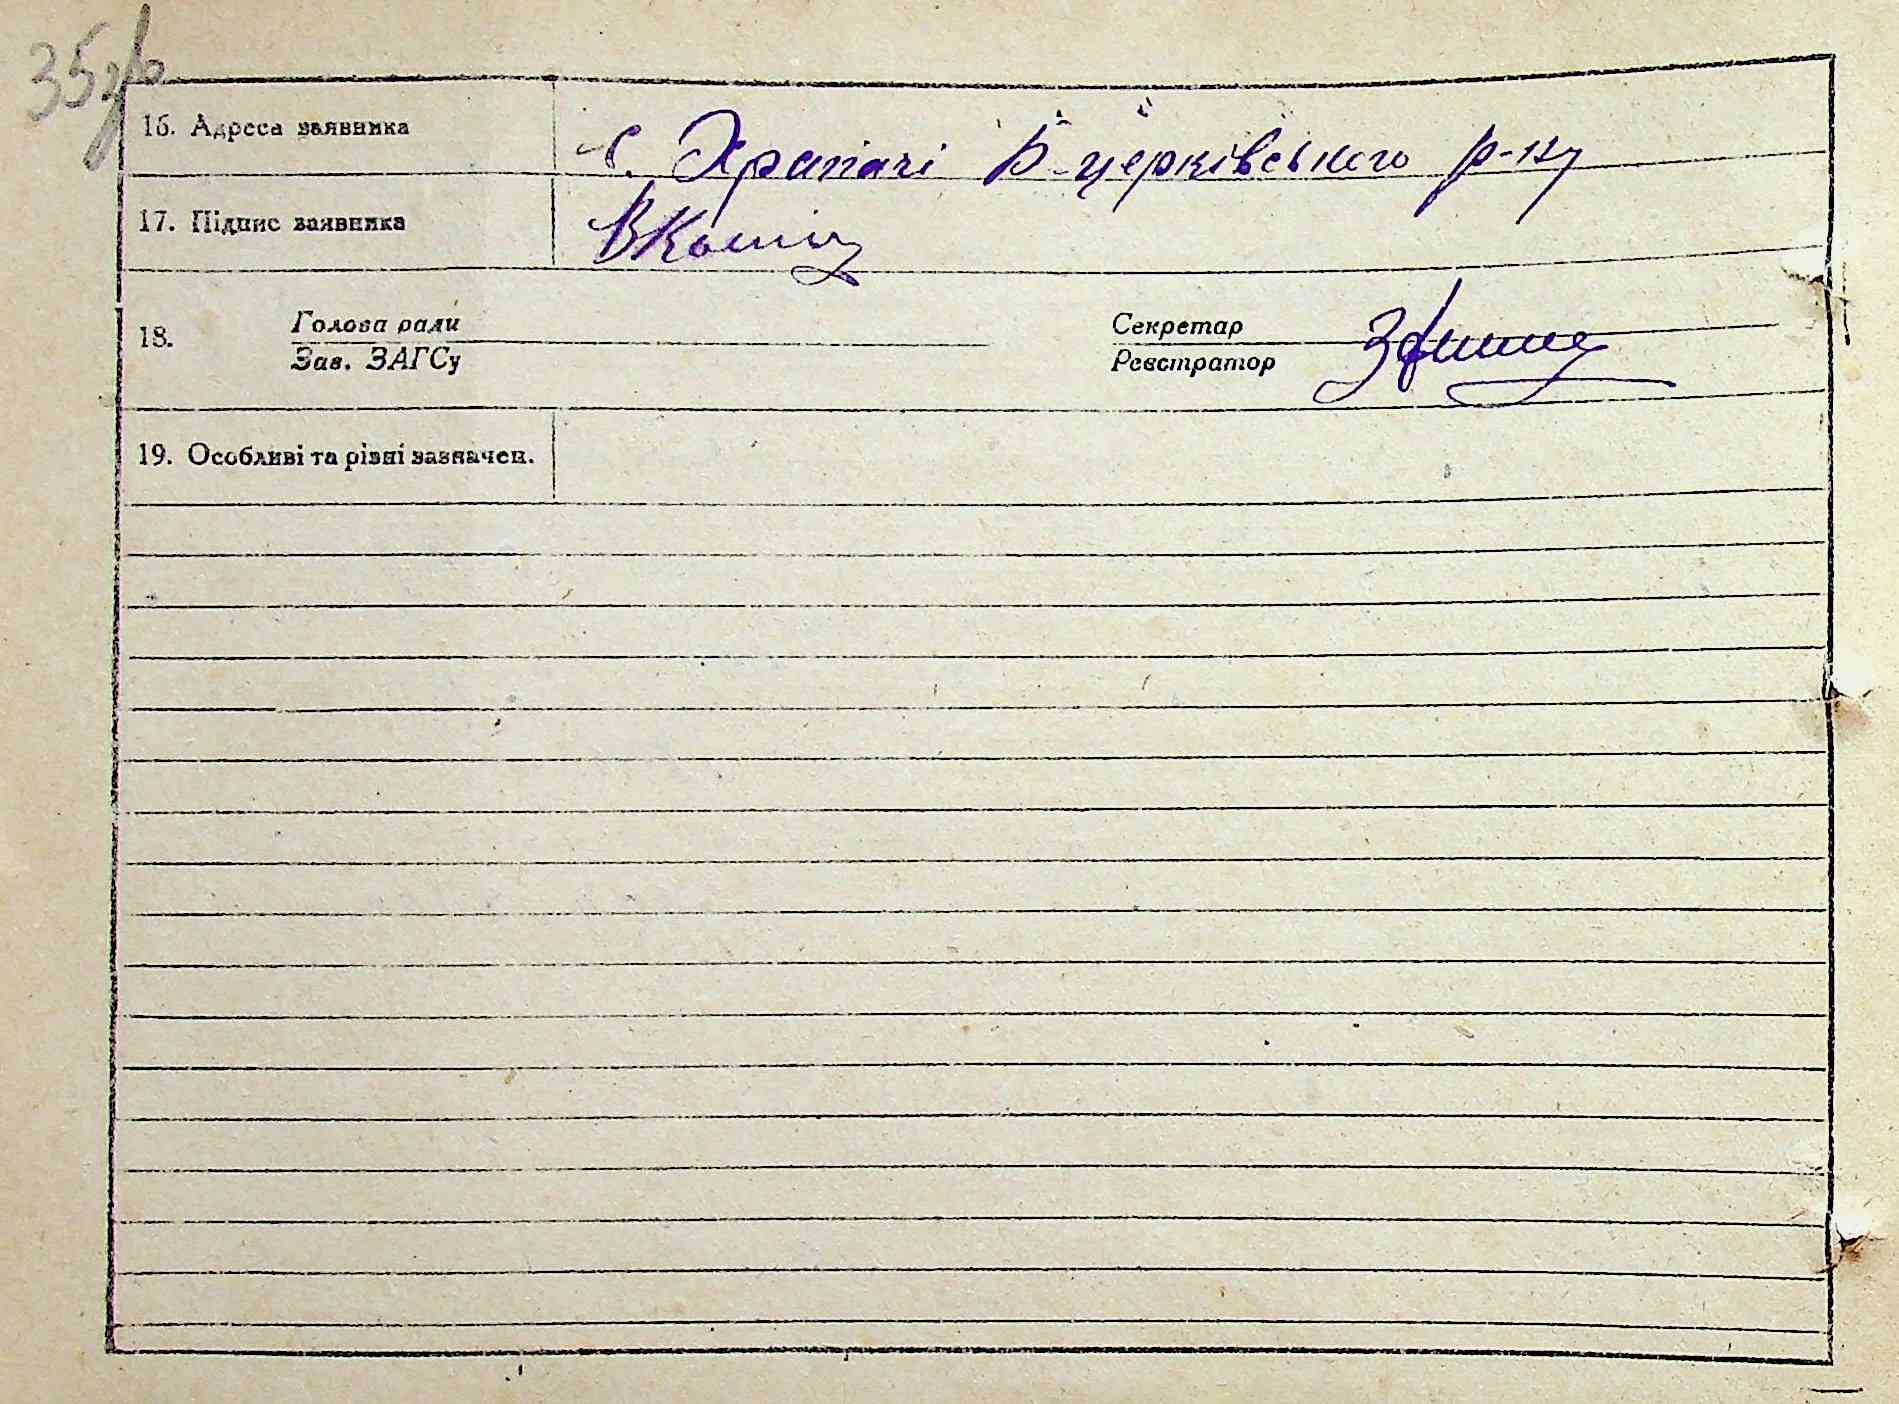 35зв
16. Адреса заявника с. Храпачі Б-церківського р-ну
17. Підпис заявника
18. Голова ради Секретар
Зав. ЗАГСу Реєстратор
19. Особливі та різні зазначен.